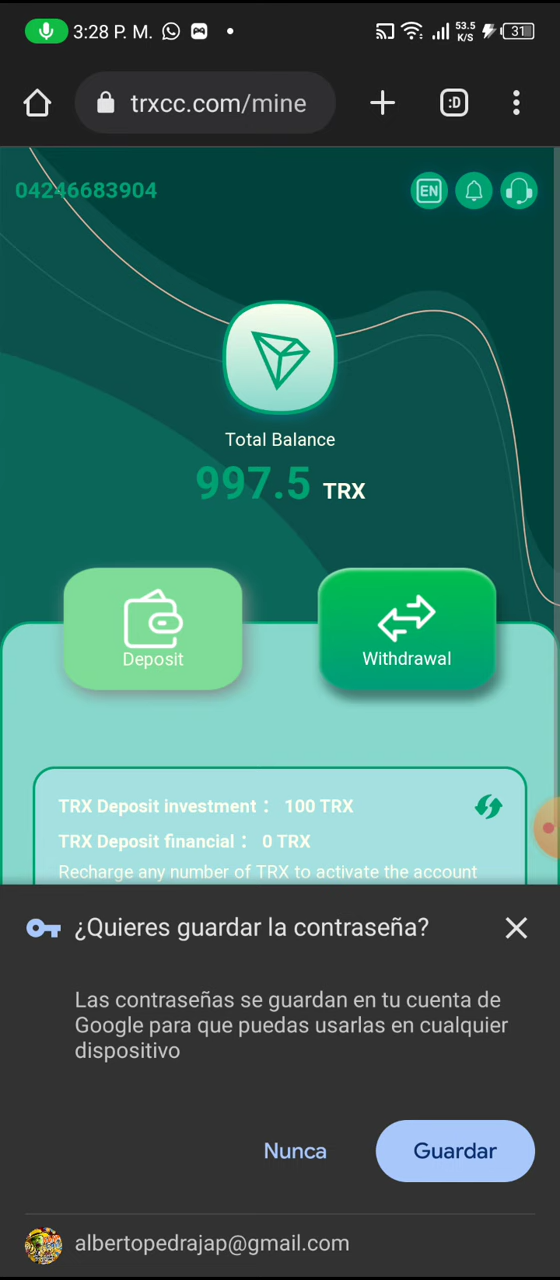 3:28 P. M. 53.5 K/S 31
trxcc.com/mine :D
04246683904 EN
Total Balance
997.5 TRX
Deposit Withdrawal
TRX Deposit investment： 100 TRX
TRX Deposit financial： 0 TRX
Recharge any number of TRX to activate the account
¿Quieres guardar la contraseña?
Las contraseñas se guardan en tu cuenta de
Google para que puedas usarlas en cualquier
dispositivo
Nunca Guardar
albertopedrajap@gmail.com